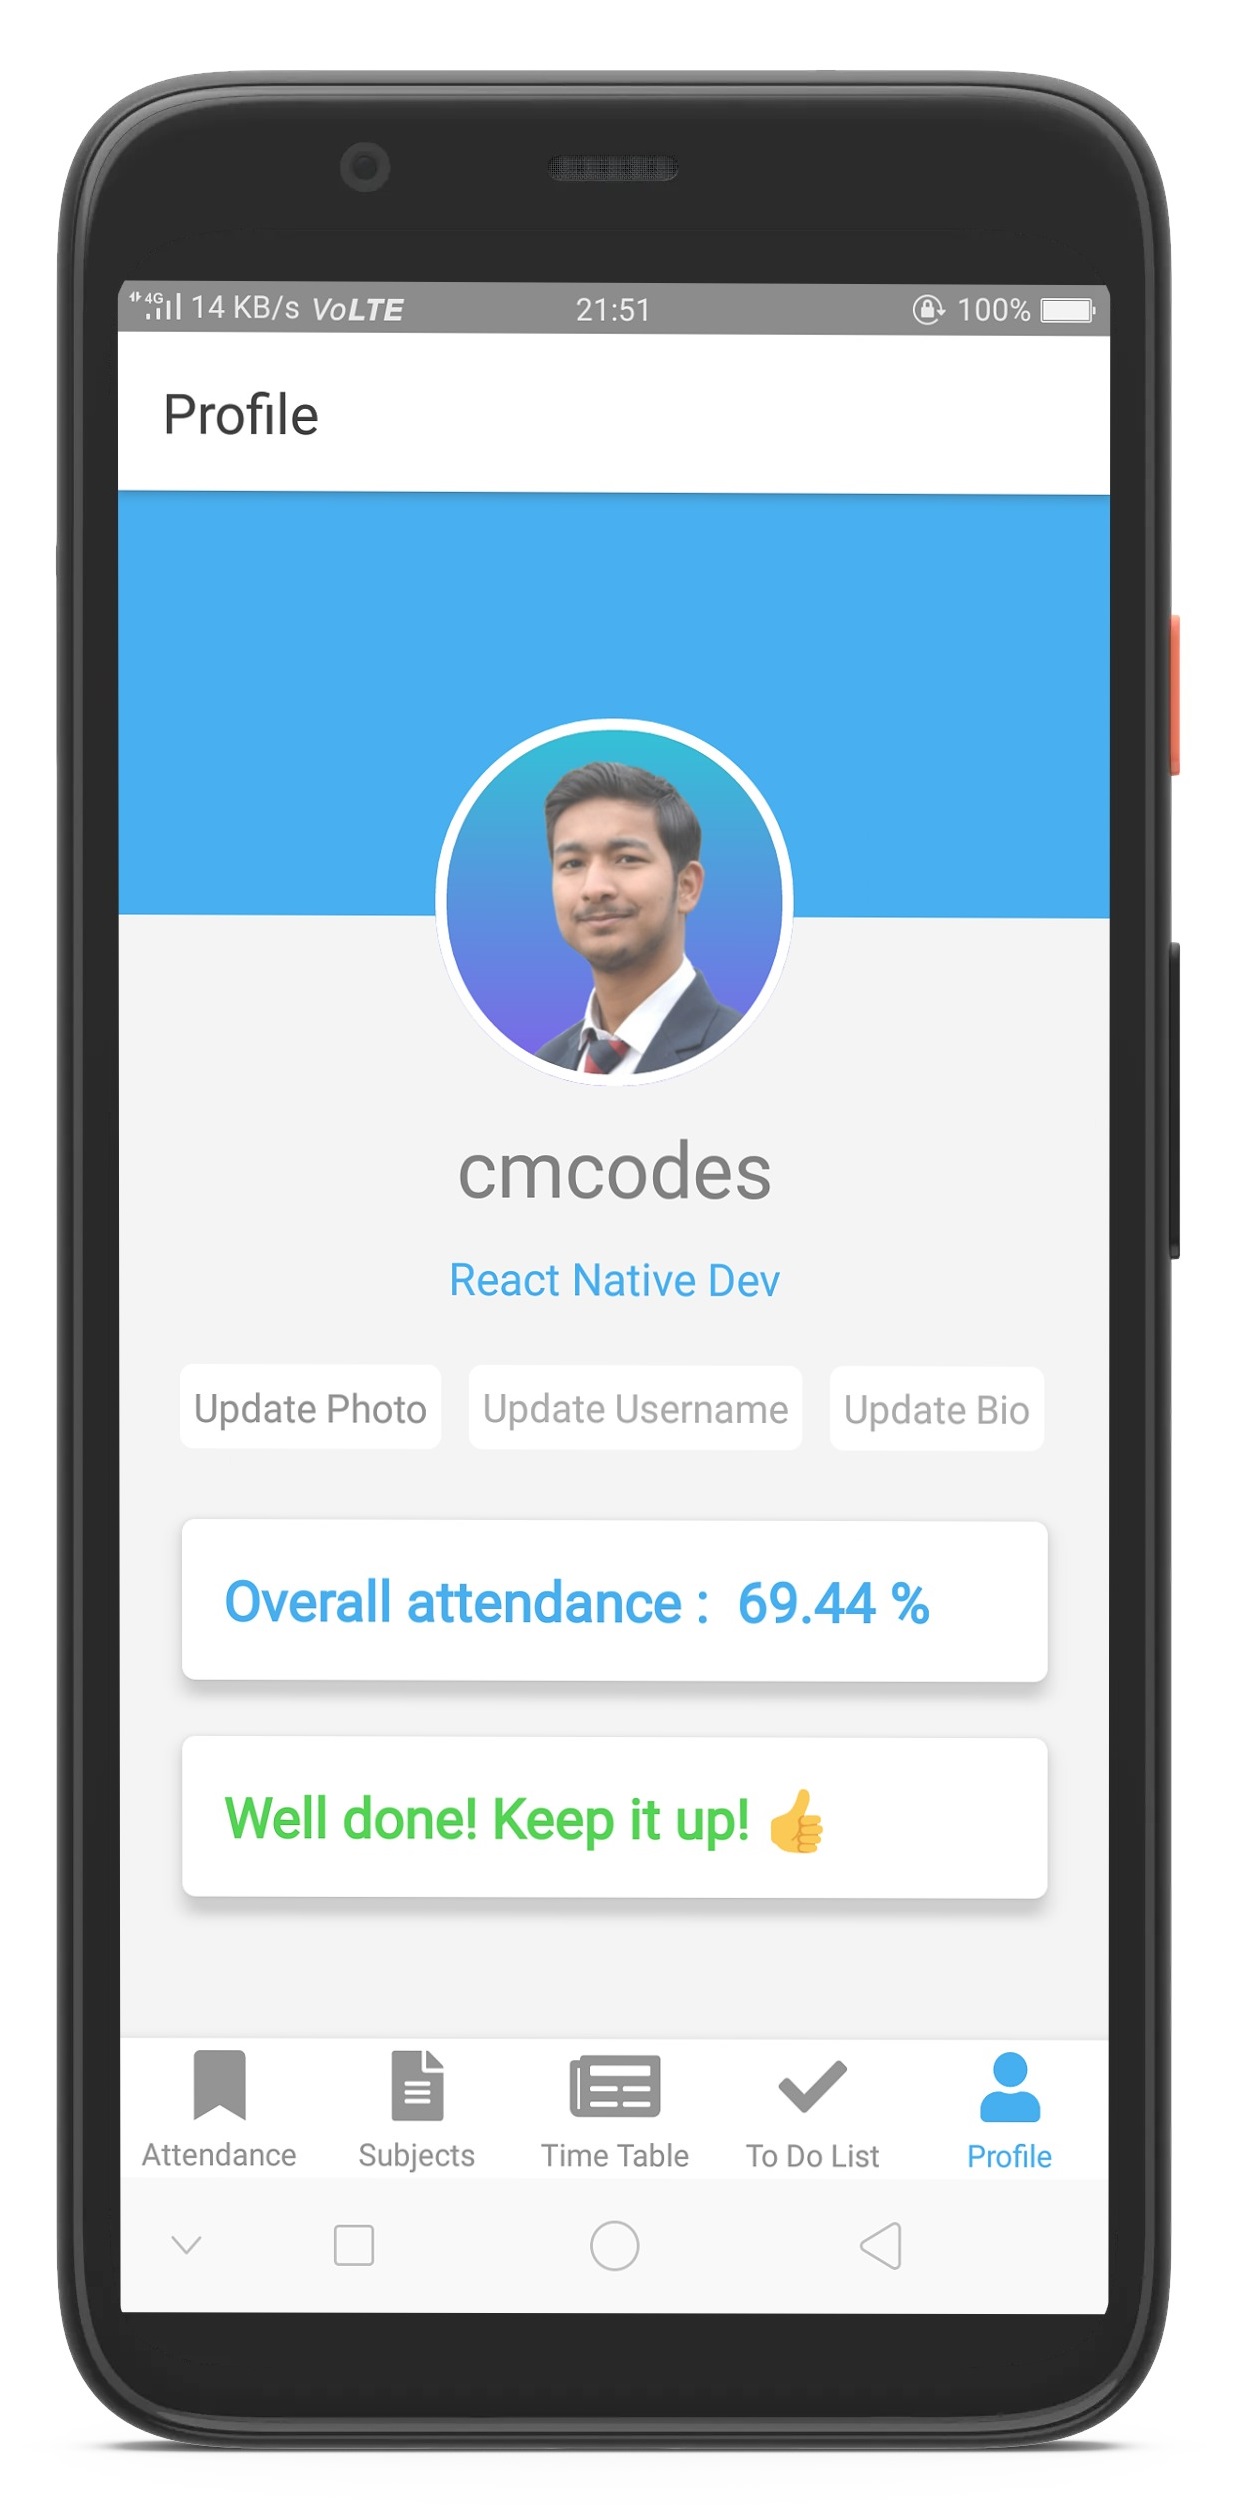 4G 14 KB/s VoLTE 21:51 100%
Profile
cmcodes
React Native Dev
Update Photo Update Username Update Bio
Overall attendance : 69.44 %
Well done! Keep it up! 👍
Attendance Subjects Time Table To Do List Profile